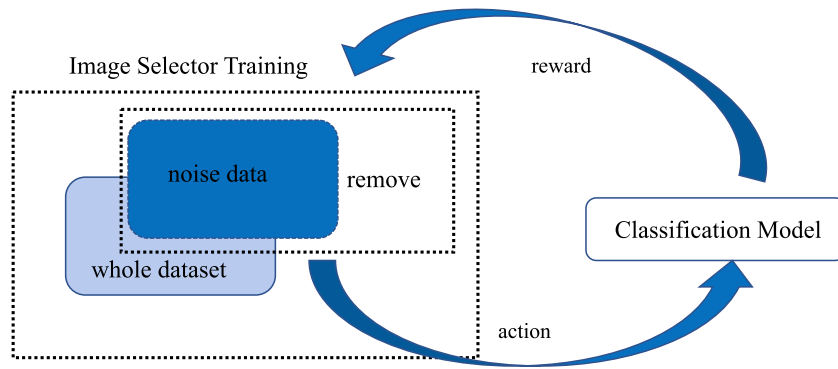 reward
Image Selector Training
noise data
remove
Classification Model
whole dataset
action